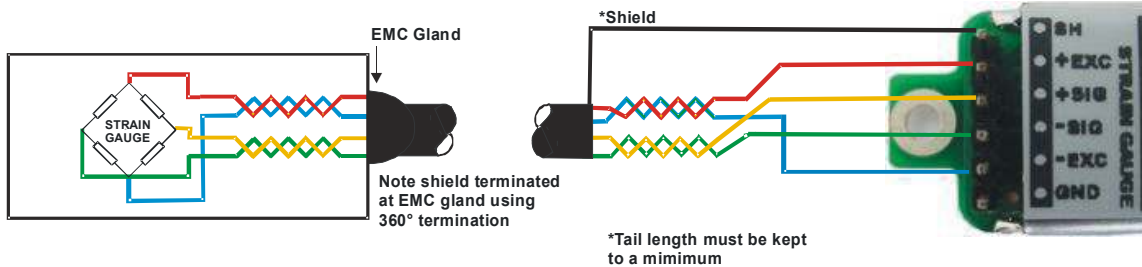 *Shield
EMC Gland
STRAIN
GAUGE
Note shield terminated
at EMC gland using
360° termination
*Tail length must be kept
to a mimimum
SH
+EXC
+SIG
-SIG
-EXC
GND
STRAIN GAUGE